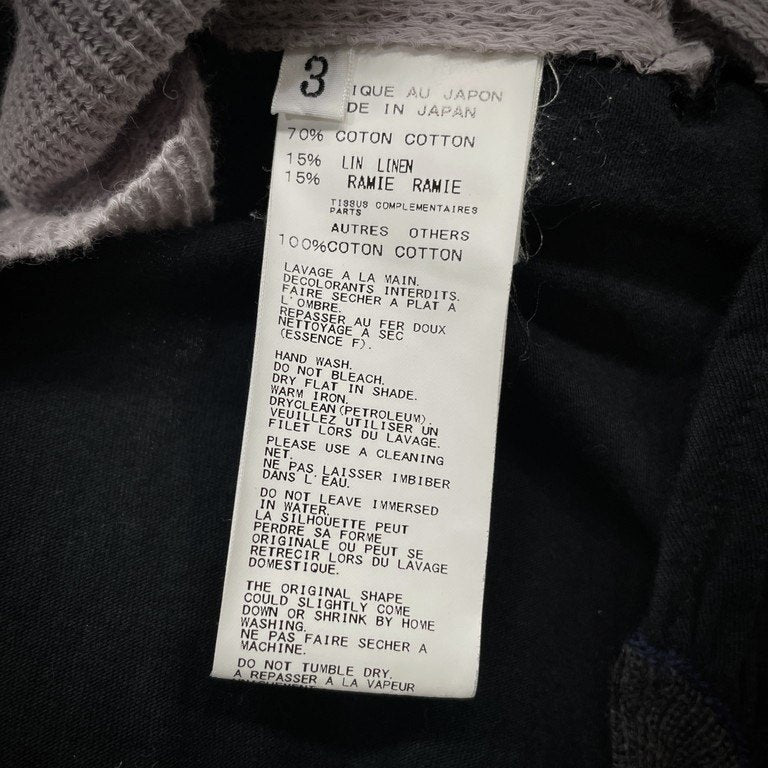 3
IQUE AU JAPON
DE IN JAPAN
70% COTON COTTON
15% LIN LINEN
15% RAMIE RAMIE
TISSUS COMPLEMENTAIRES
PARTS
AUTRES OTHERS
100%COTON COTTON
LAVAGE A LA MAIN.
DECOLORANTS INTERDITS.
FAIRE SECHER A PLAT A
L'OMBRE.
REPASSER AU FER DOUX
NETTOYAGE A SEC
(ESSENCE F).
HAND WASH.
DO NOT BLEACH.
DRY FLAT IN SHADE.
WARM IRON.
DRYCLEAN(PETROLEUM).
VEUILLEZ UTILISER UN
FILET LORS DU LAVAGE.
PLEASE USE A CLEANING
NET.
NE PAS LAISSER IMBIBER
DANS L'EAU.
DO NOT LEAVE IMMERSED
IN WATER.
LA SILHOUETTE PEUT
PERDRE SA FORME
ORIGINALE OU PEUT SE
RETRECIR LORS DU LAVAGE
DOMESTIQUE.
THE ORIGINAL SHAPE
COULD SLIGHTLY COME
DOWN OR SHRINK BY HOME
WASHING.
NE PAS FAIRE SECHER A
MACHINE.
DO NOT TUMBLE DRY.
A REPASSER A LA VAPEUR